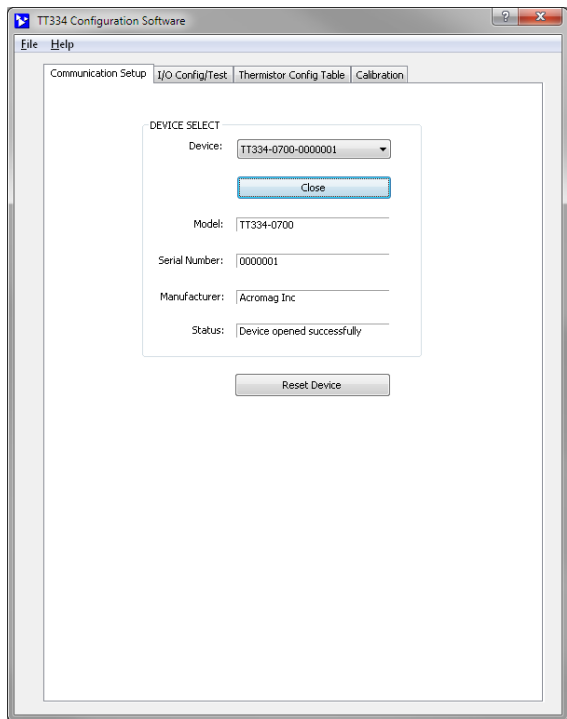 TT334 Configuration Software
File Help
Communication Setup I/O Config/Test Thermistor Config Table Calibration
DEVICE SELECT
Device: TT334-0700-0000001
Close
Model: TT334-0700
Serial Number: 0000001
Manufacturer: Acromag Inc
Status: Device opened successfully
Reset Device